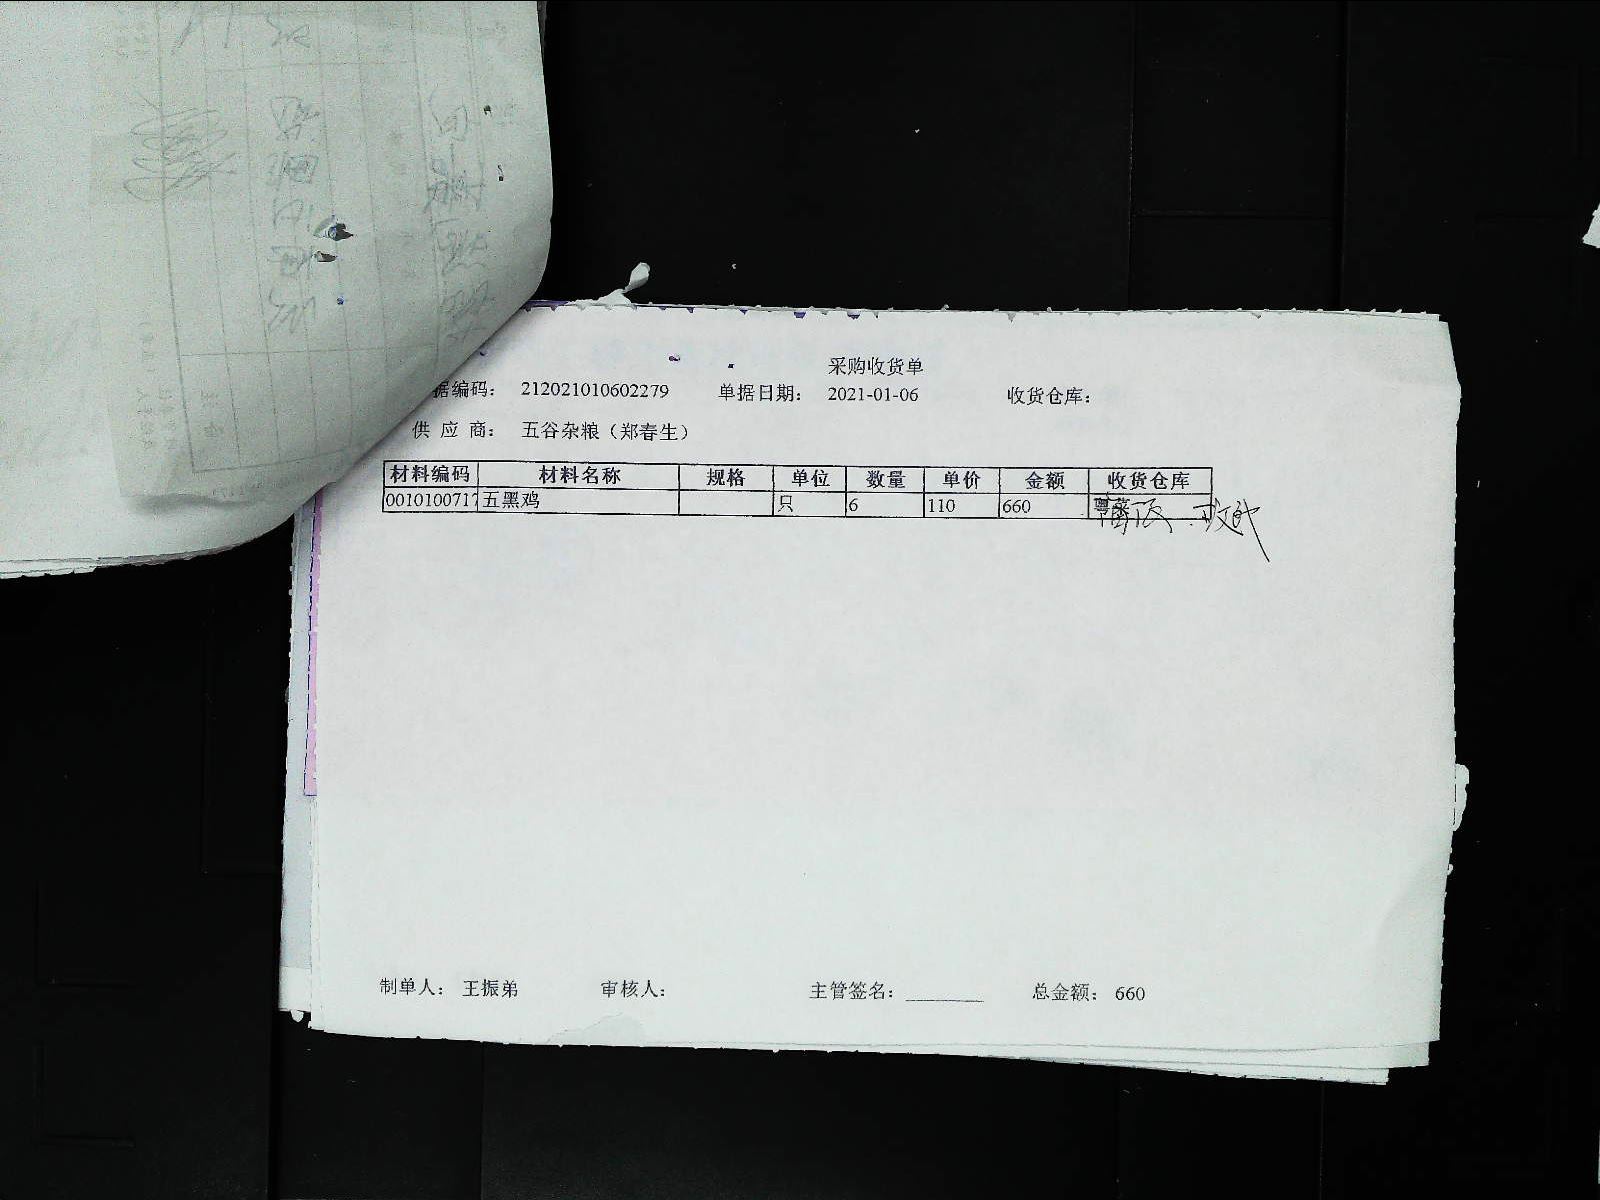 采购收货单
据编码： 212021010602279 单据日期： 2021-01-06 收货仓库：
供应商： 五谷杂粮（郑春生）
材料编码 材料名称 规格 单位 数量 单价 金额 收货仓库
0010100717 五黑鸡 只 6 110 660
制单人： 王振弟 审核人： 主管签名：________ 总金额： 660